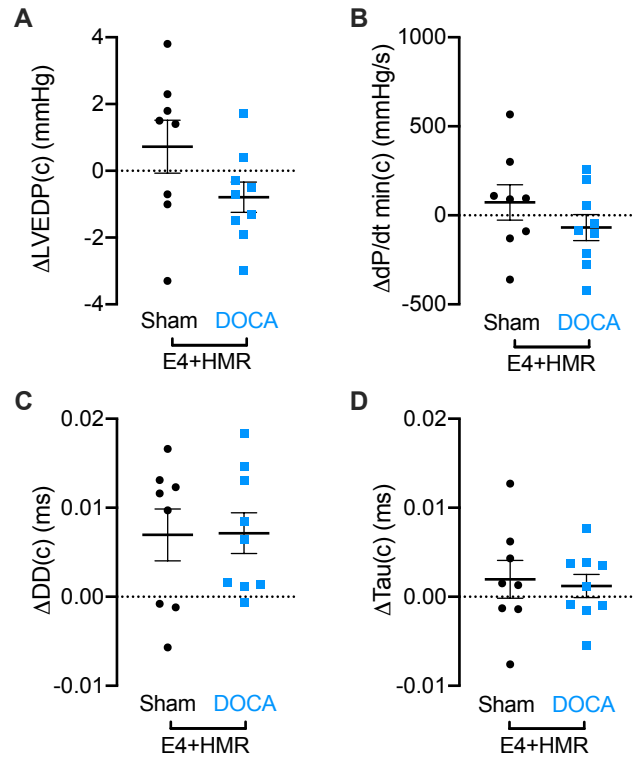 A
ΔLVEDP(c) (mmHg)
4
2
0
-2
-4
Sham DOCA
E4+HMR
B
ΔdP/dt min(c) (mmHg/s)
1000
500
0
-500
Sham DOCA
E4+HMR
C
ΔDD(c) (ms)
0.02
0.01
0.00
-0.01
Sham DOCA
E4+HMR
D
ΔTau(c) (ms)
0.02
0.01
0.00
-0.01
Sham DOCA
E4+HMR